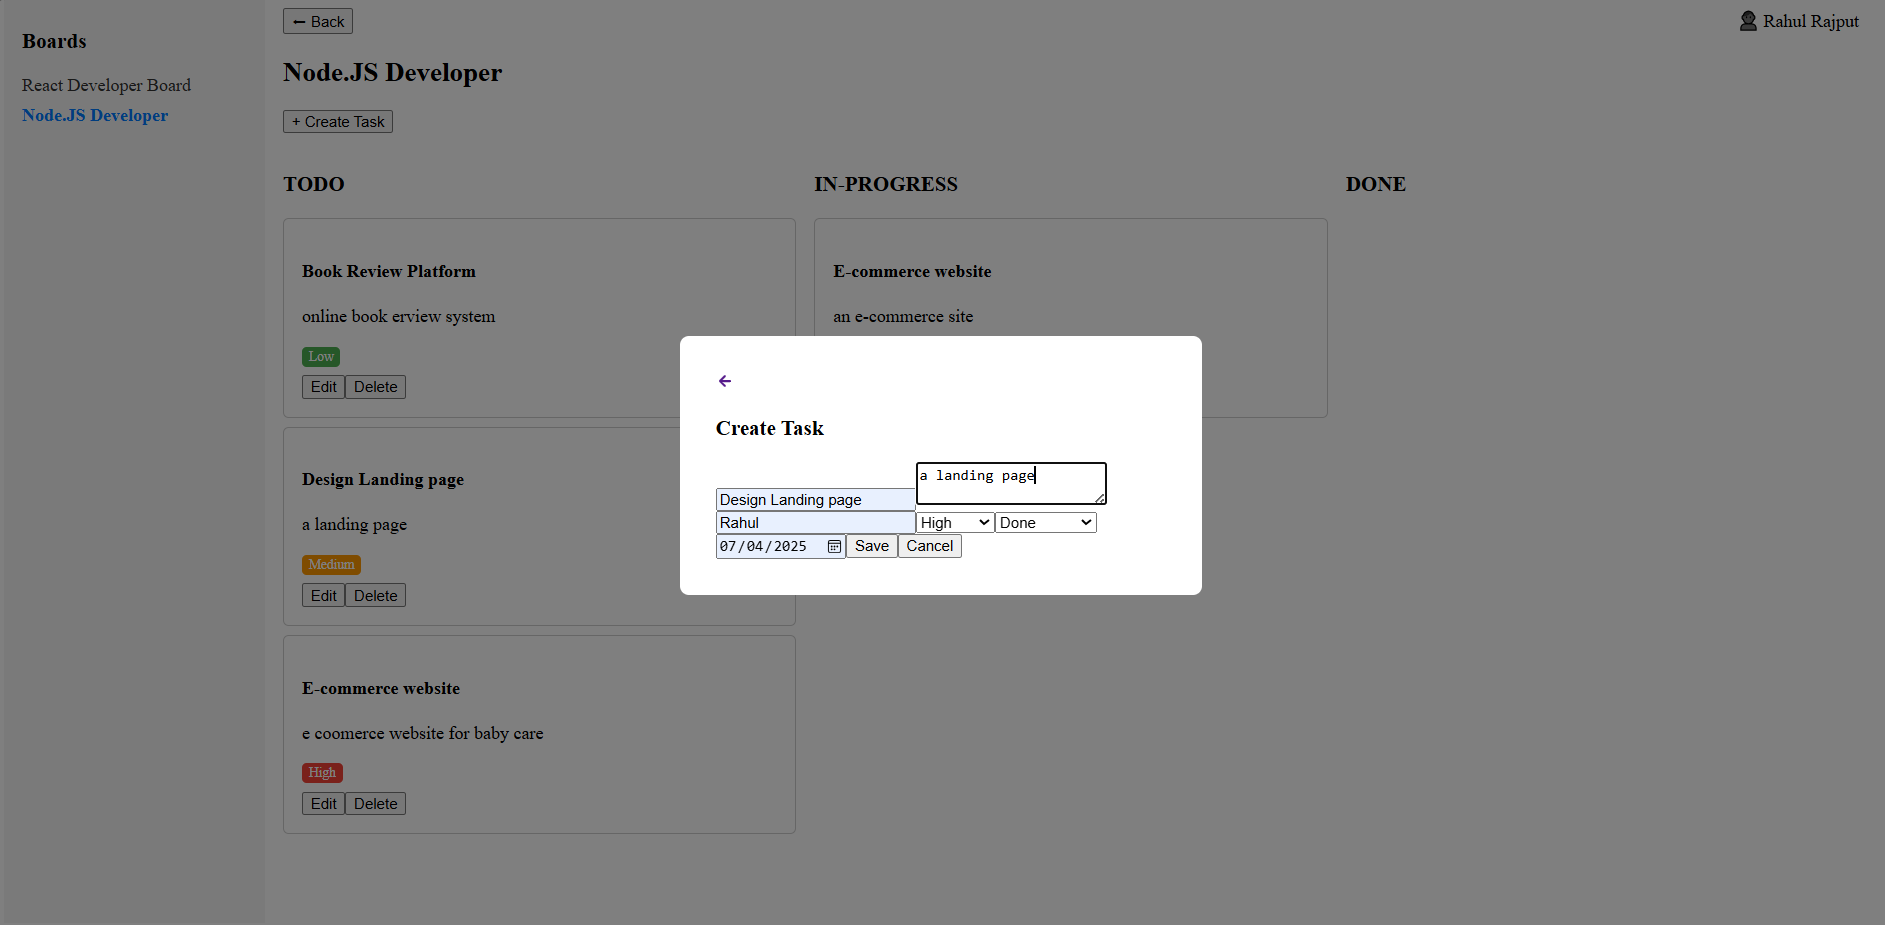 Boards
React Developer Board
Node.JS Developer
← Back
Rahul Rajput
Node.JS Developer
+ Create Task
TODO
Book Review Platform
online book erview system
Low
Edit Delete
Design Landing page
a landing page
Medium
Edit Delete
E-commerce website
e coomerce website for baby care
High
Edit Delete
IN-PROGRESS
E-commerce website
an e-commerce site
DONE
Create Task
Design Landing page
a landing page
Rahul
High
Done
07/04/2025
Save Cancel